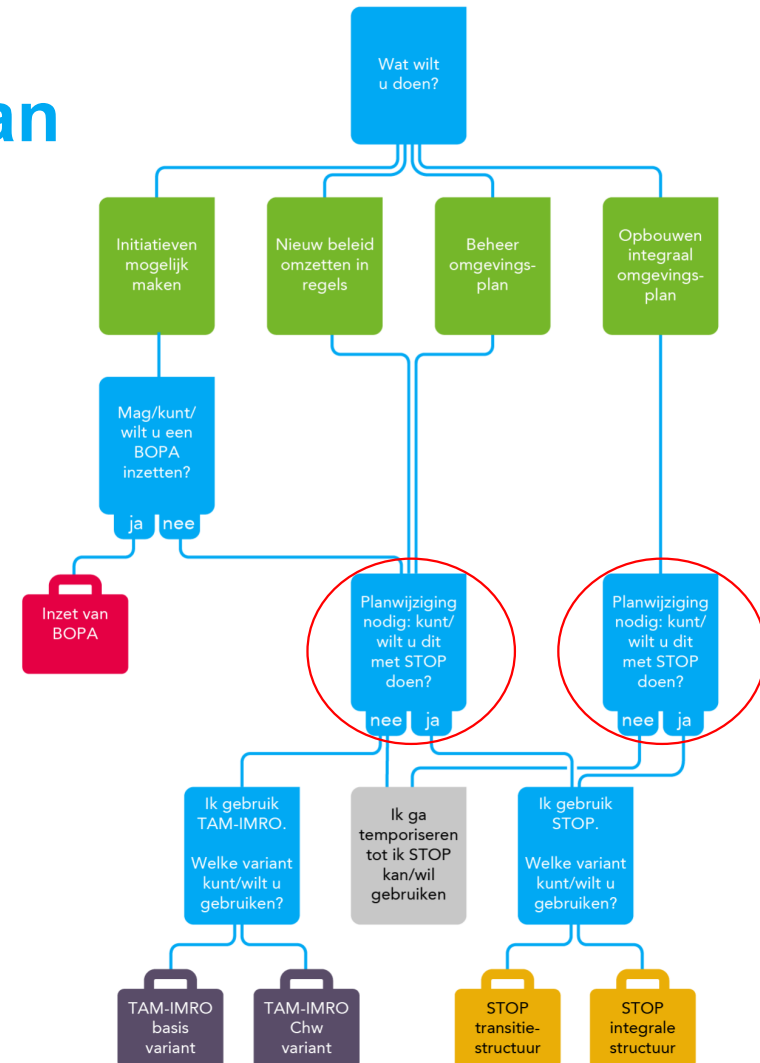 an
Wat wilt
u doen?
Initiatieven
mogelijk
maken
Nieuw beleid
omzetten in
regels
Beheer
omgevings-
plan
Opbouwen
integraal
omgevings-
plan
Mag/kunt/
wilt u een
BOPA
inzetten?
ja nee
Inzet van
BOPA
Planwijziging
nodig: kunt/
wilt u dit
met STOP
doen?
nee ja
Planwijziging
nodig: kunt/
wilt u dit
met STOP
doen?
nee ja
Ik gebruik
TAM-IMRO.
Welke variant
kunt/wilt u
gebruiken?
Ik ga
temporiseren
tot ik STOP
kan/wil
gebruiken
Ik gebruik
STOP.
Welke variant
kunt/wilt u
gebruiken?
TAM-IMRO
basis
variant
TAM-IMRO
Chw
variant
STOP
transitie-
structuur
STOP
integrale
structuur